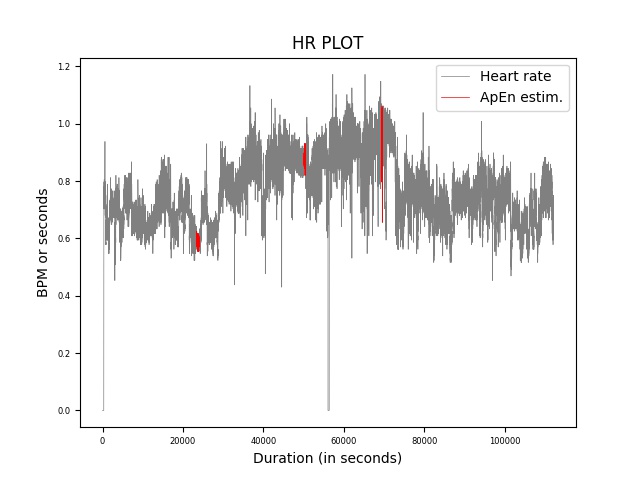 HR PLOT
Heart rate
ApEn estim.
BPM or seconds
1.2
1.0
0.8
0.6
0.4
0.2
0.0
0 20000 40000 60000 80000 100000
Duration (in seconds)